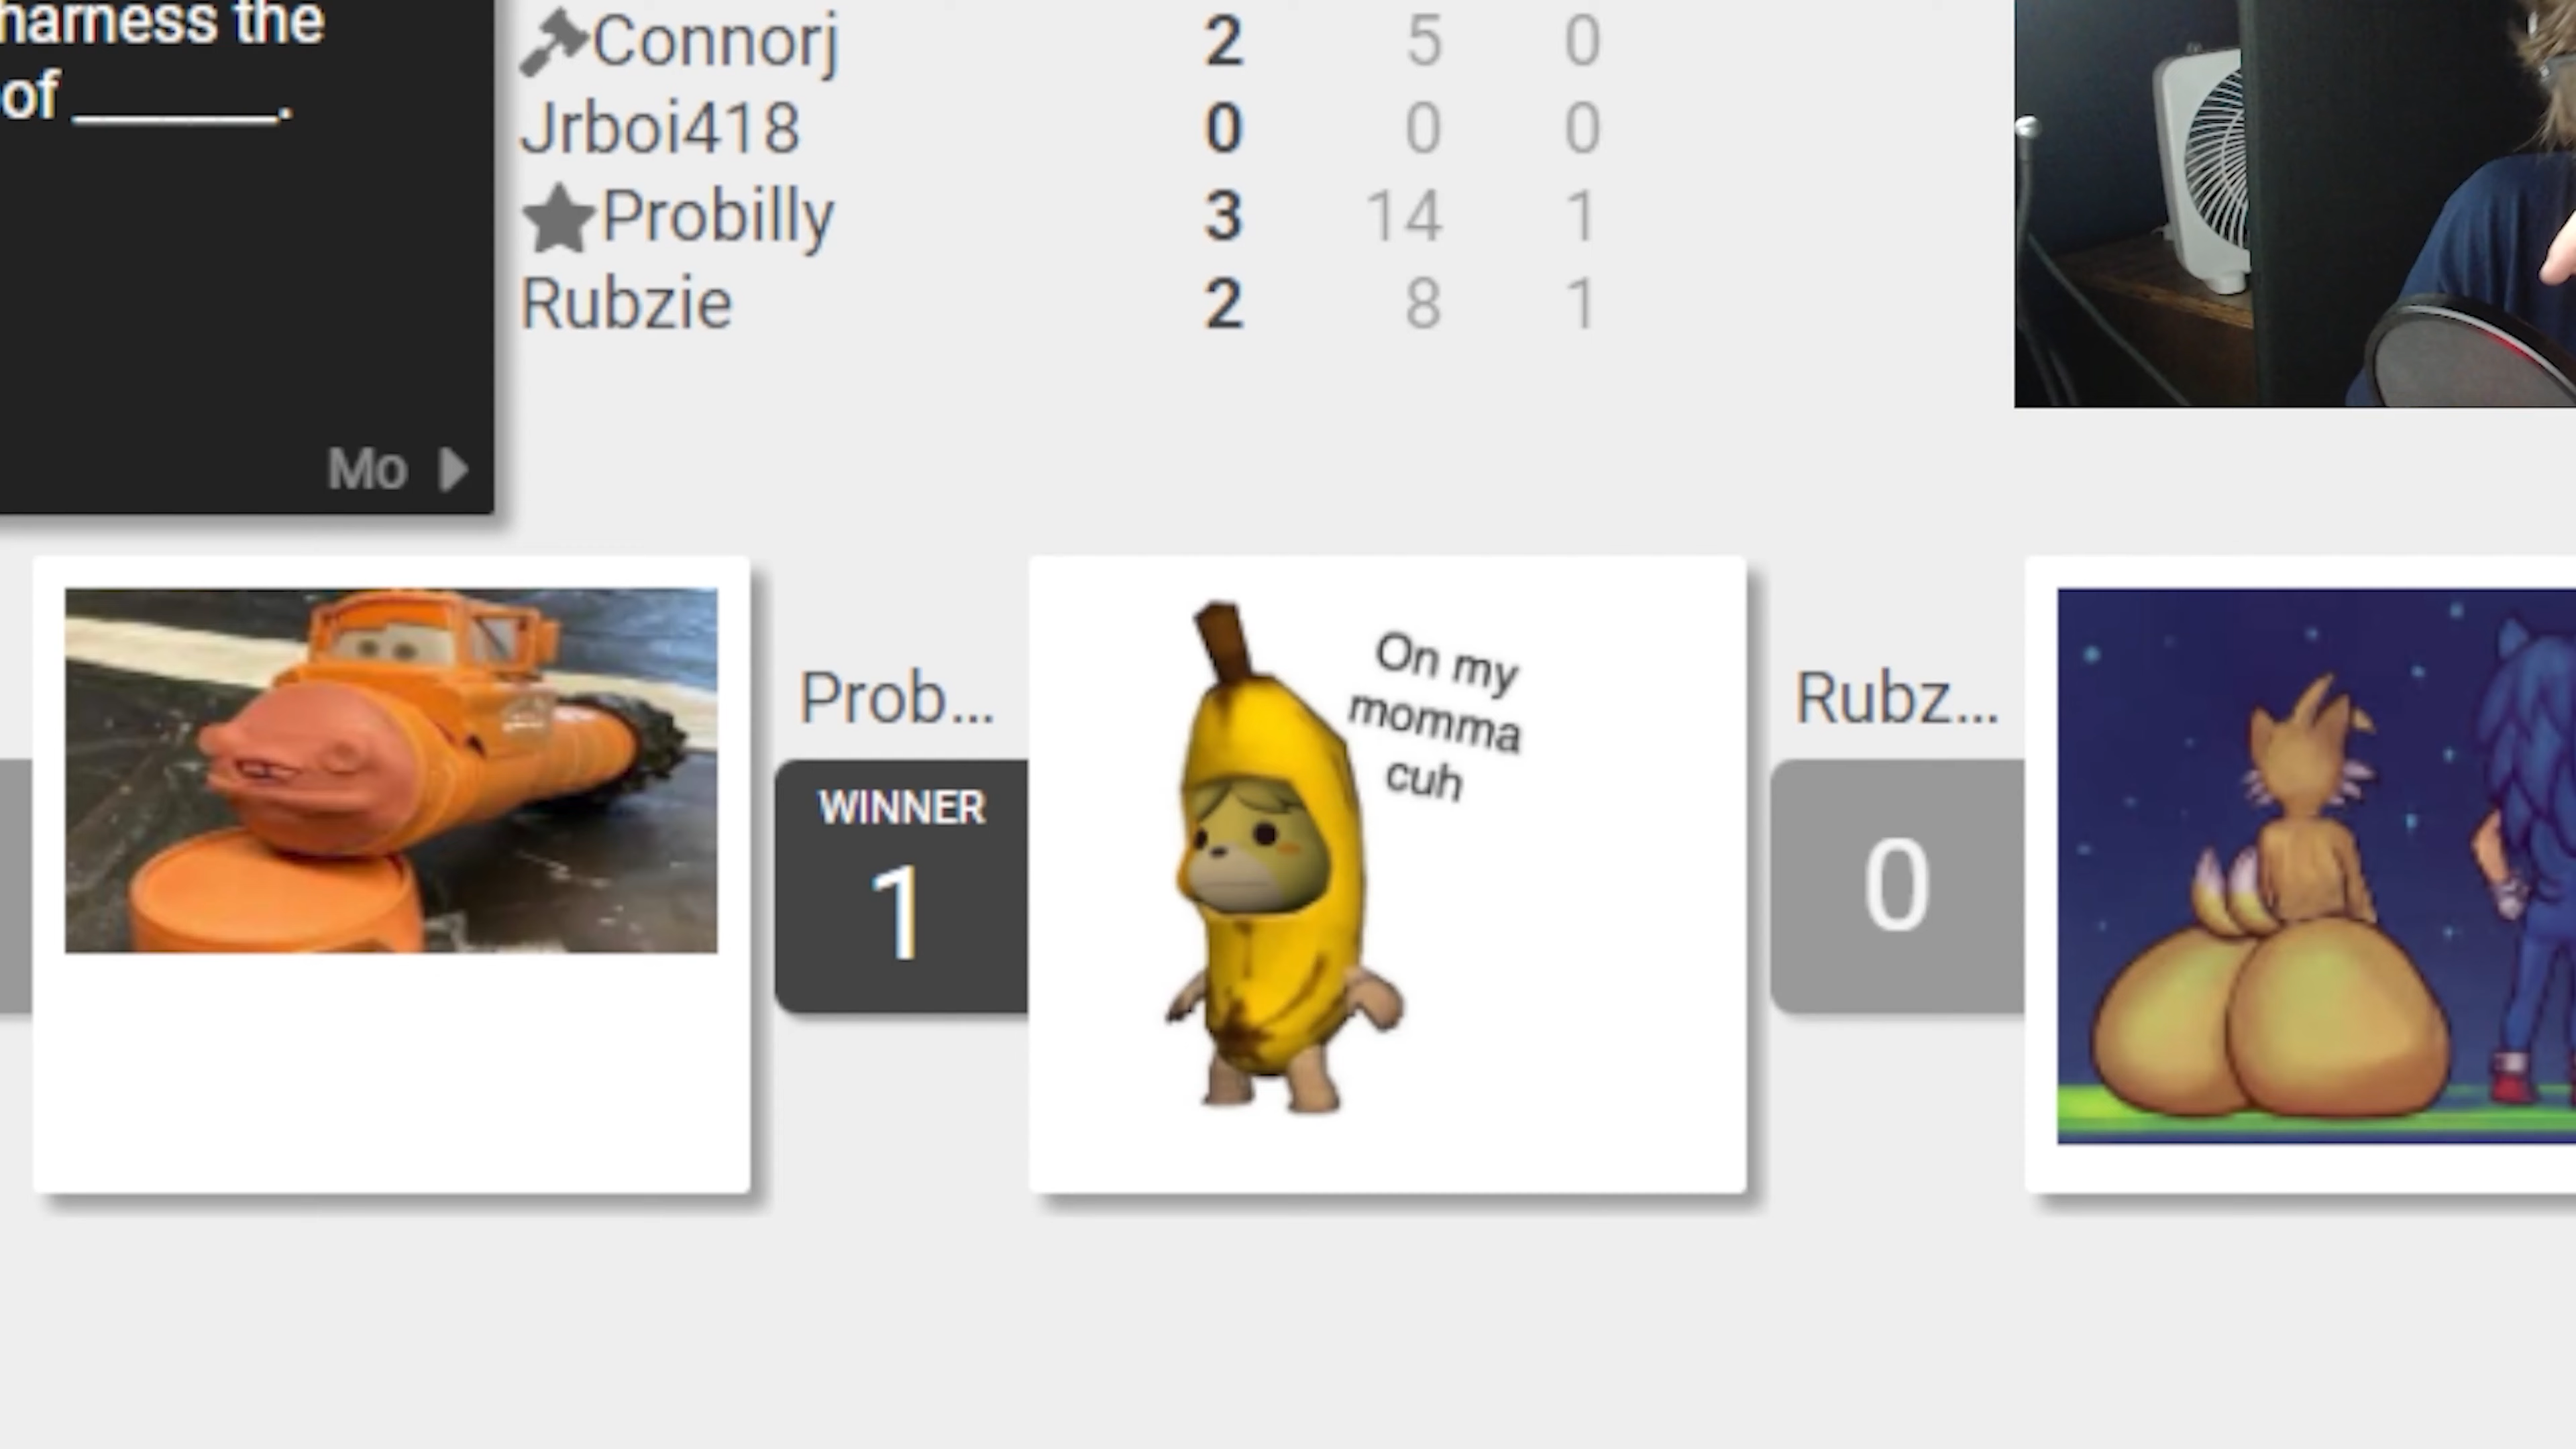 harness the
of ______.
Mo
Connorj 2 5 0
Jrboi418 0 0 0
Probilly 3 14 1
Rubzie 2 8 1
Prob...
WINNER
1
On my
momma
cuh
Rubz...
0